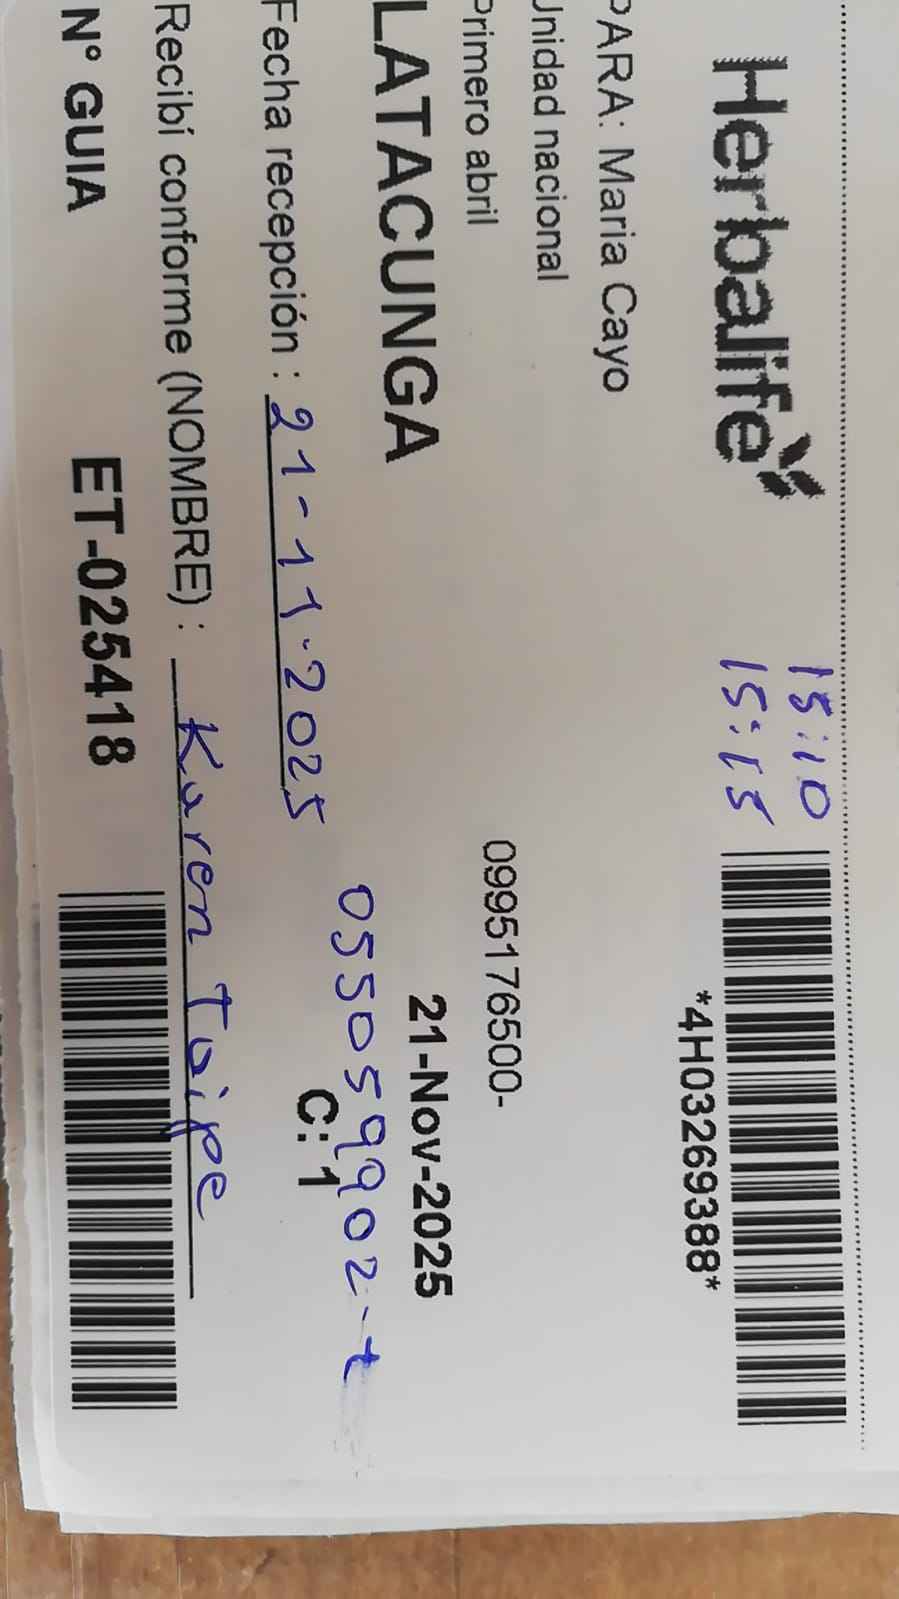 Herbalife
15:10
15:15
*4H03269388*
PARA: Maria Cayo
Unidad nacional
Primero abril
0995176500-
LATACUNGA
21-Nov-2025
Fecha recepción : 21-11-2025
0550599902-t
C: 1
Recibí conforme (NOMBRE) : Karen Taipe
N° GUIA ET-025418